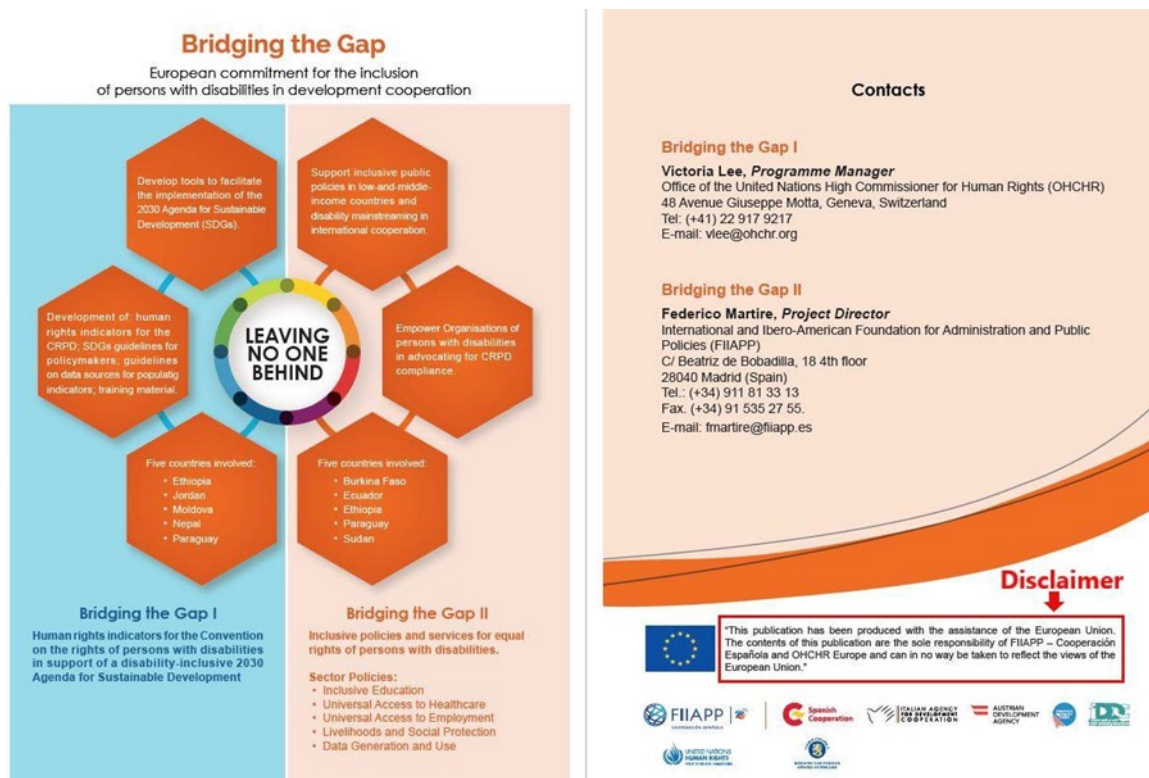 Bridging the Gap
European commitment for the inclusion
of persons with disabilities in development cooperation
Develop tools to facilitate
the implementation of the
2030 Agenda for Sustainable
Development (SDGs).
Support inclusive public
policies in low-and-middle-
income countries and
disability mainstreaming in
international cooperation.
Development of: human
rights indicators for the
CRPD; SDGs guidelines for
policymakers; guidelines
on data sources for populatig
indicators; training material.
LEAVING
NO ONE
BEHIND
Empower Organisations of
persons with disabilities
in advocating for CRPD
compliance.
Five countries involved:
• Ethiopia
• Jordan
• Moldova
• Nepal
• Paraguay
Five countries involved:
• Burkina Faso
• Ecuador
• Ethiopia
• Paraguay
• Sudan
Bridging the Gap I
Human rights indicators for the Convention
on the rights of persons with disabilities
in support of a disability-inclusive 2030
Agenda for Sustainable Development
Bridging the Gap II
Inclusive policies and services for equal
rights of persons with disabilities.
Sector Policies:
• Inclusive Education
• Universal Access to Healthcare
• Universal Access to Employment
• Livelihoods and Social Protection
• Data Generation and Use
Contacts
Bridging the Gap I
Victoria Lee, Programme Manager
Office of the United Nations High Commissioner for Human Rights (OHCHR)
48 Avenue Giuseppe Motta, Geneva, Switzerland
Tel: (+41) 22 917 9217
E-mail: vlee@ohchr.org
Bridging the Gap II
Federico Martire, Project Director
International and Ibero-American Foundation for Administration and Public
Policies (FIIAPP)
C/ Beatriz de Bobadilla, 18 4th floor
28040 Madrid (Spain)
Tel.: (+34) 911 81 33 13
Fax. (+34) 91 535 27 55.
E-mail: fmartire@fiiapp.es
Disclaimer
"This publication has been produced with the assistance of the European Union.
The contents of this publication are the sole responsibility of FIIAPP – Cooperación
Española and OHCHR Europe and can in no way be taken to reflect the views of the
European Union."
FIIAPP
COOPERACIÓN ESPAÑOLA
Spanish
Cooperation
ITALIAN AGENCY
FOR DEVELOPMENT
COOPERATION
AUSTRIAN
DEVELOPMENT
AGENCY
UNITED NATIONS
HUMAN RIGHTS